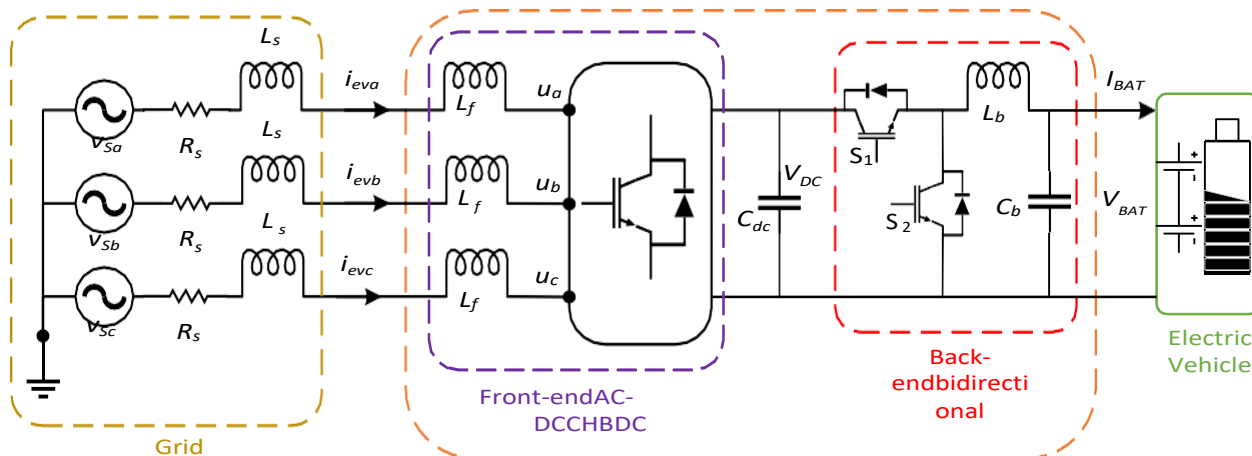 Ls
ieva
Lf
ua
vSa
Rs
Ls
ievb
Lf
ub
vSb
Rs
Ls
ievc
Lf
uc
vSc
Rs
VDC
Cdc
S1
S2
Lb
Cb
IBAT
VBAT
+
-
+
-
Grid
Front-endAC-
DCCHBDC
Back-
endbidirecti
onal
Electric
Vehicle